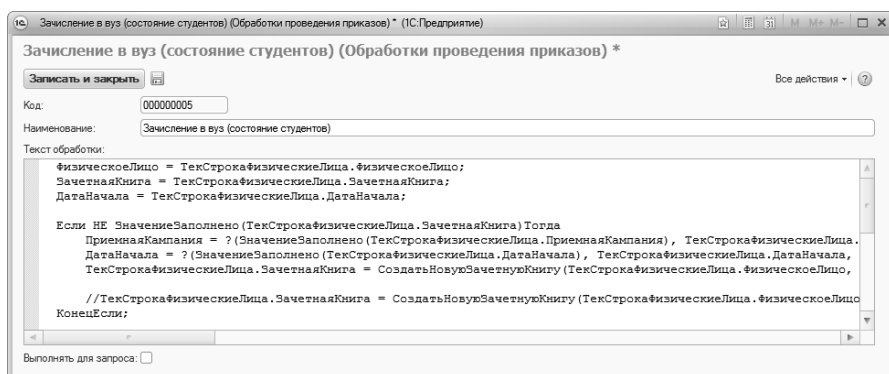 Зачисление в вуз (состояние студентов) (Обработки проведения приказов) * (1С:Предприятие)
M M+ M-
Зачисление в вуз (состояние студентов) (Обработки проведения приказов) *
Записать и закрыть
Все действия
Код: 000000005
Наименование: Зачисление в вуз (состояние студентов)
Текст обработки:
ФизическоеЛицо = ТекСтрокаФизическиеЛица.ФизическоеЛицо;
ЗачетнаяКнига = ТекСтрокаФизическиеЛица.ЗачетнаяКнига;
ДатаНачала = ТекСтрокаФизическиеЛица.ДатаНачала;
Если НЕ ЗначениеЗаполнено(ТекСтрокаФизическиеЛица.ЗачетнаяКнига)Тогда
ПриемнаяКампания = ?(ЗначениеЗаполнено(ТекСтрокаФизическиеЛица.ПриемнаяКампания), ТекСтрокаФизическиеЛица.
ДатаНачала = ?(ЗначениеЗаполнено(ТекСтрокаФизическиеЛица.ДатаНачала), ТекСтрокаФизическиеЛица.ДатаНачала,
ТекСтрокаФизическиеЛица.ЗачетнаяКнига = СоздатьНовуюЗачетнуюКнигу(ТекСтрокаФизическиеЛица.ФизическоеЛицо,
//ТекСтрокаФизическиеЛица.ЗачетнаяКнига = СоздатьНовуюЗачетнуюКнигу(ТекСтрокаФизическиеЛица.ФизическоеЛицо
КонецЕсли;
Выполнять для запроса: